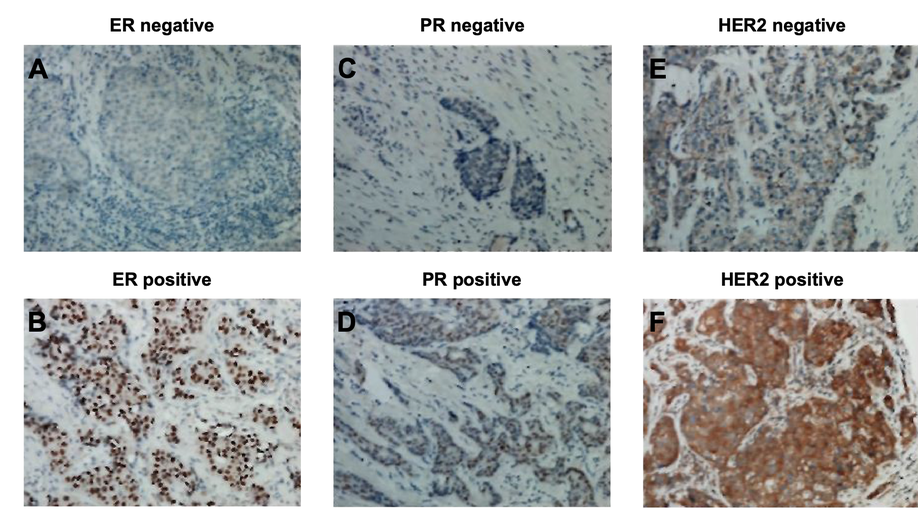 ER negative
PR negative
HER2 negative
A
C
E
ER positive
PR positive
HER2 positive
B
D
F